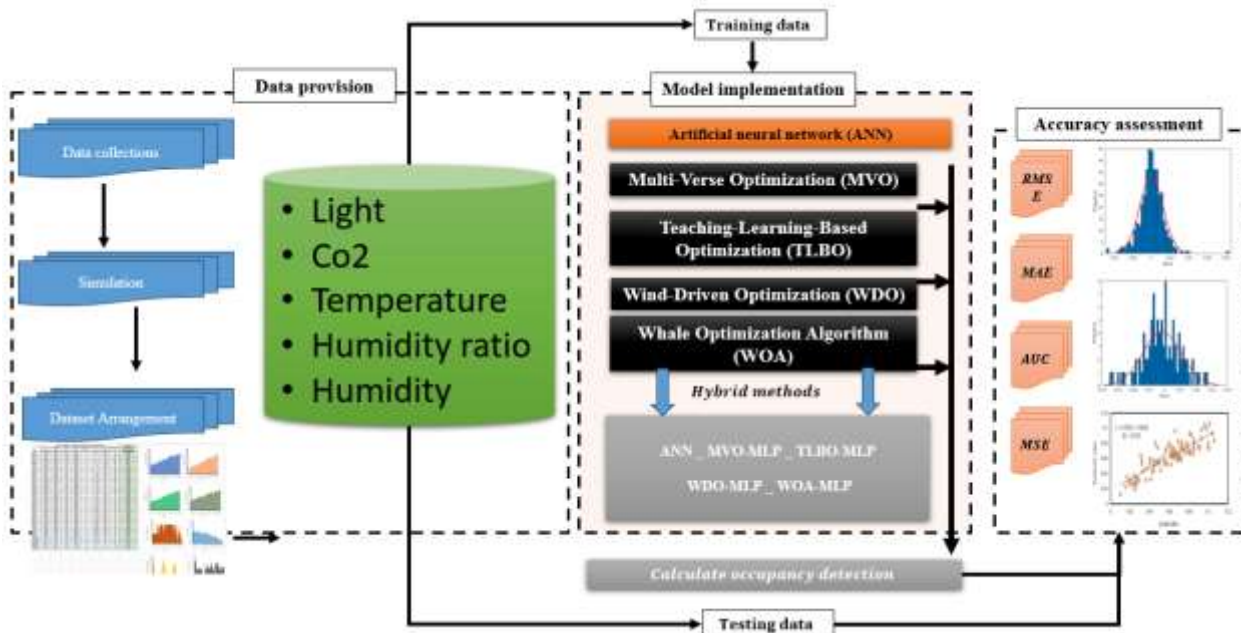 Training data
Data provision
Model implementation
Accuracy assessment
Data collections
Simulation
Dataset Arrangement
• Light
• Co2
• Temperature
• Humidity ratio
• Humidity
Artificial neural network (ANN)
Multi-Verse Optimization (MVO)
Teaching-Learning-Based
Optimization (TLBO)
Wind-Driven Optimization (WDO)
Whale Optimization Algorithm
(WOA)
Hybrid methods
ANN _ MVO-MLP _ TLBO-MLP
WDO-MLP _ WOA-MLP
RMS
E
MAE
AUC
MSE
Calculate occupancy detection
Testing data